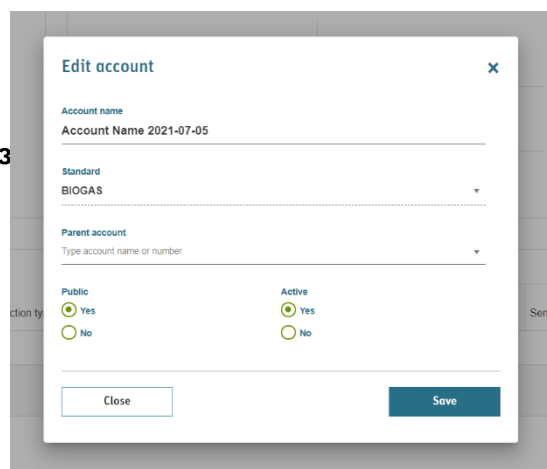 Edit account
Account name
Account Name 2021-07-05
3
Standard
BIOGAS
Parent account
Type account name or number
Public
Active
Yes
Yes
No
No
ction ty
Sen
Close
Save